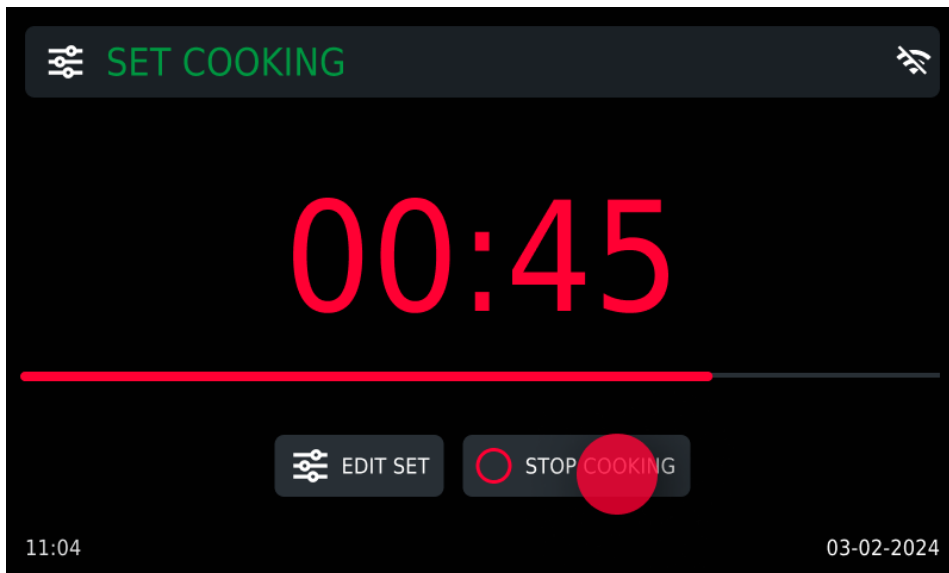 SET COOKING
00:45
EDIT SET
STOP COOKING
11:04
03-02-2024